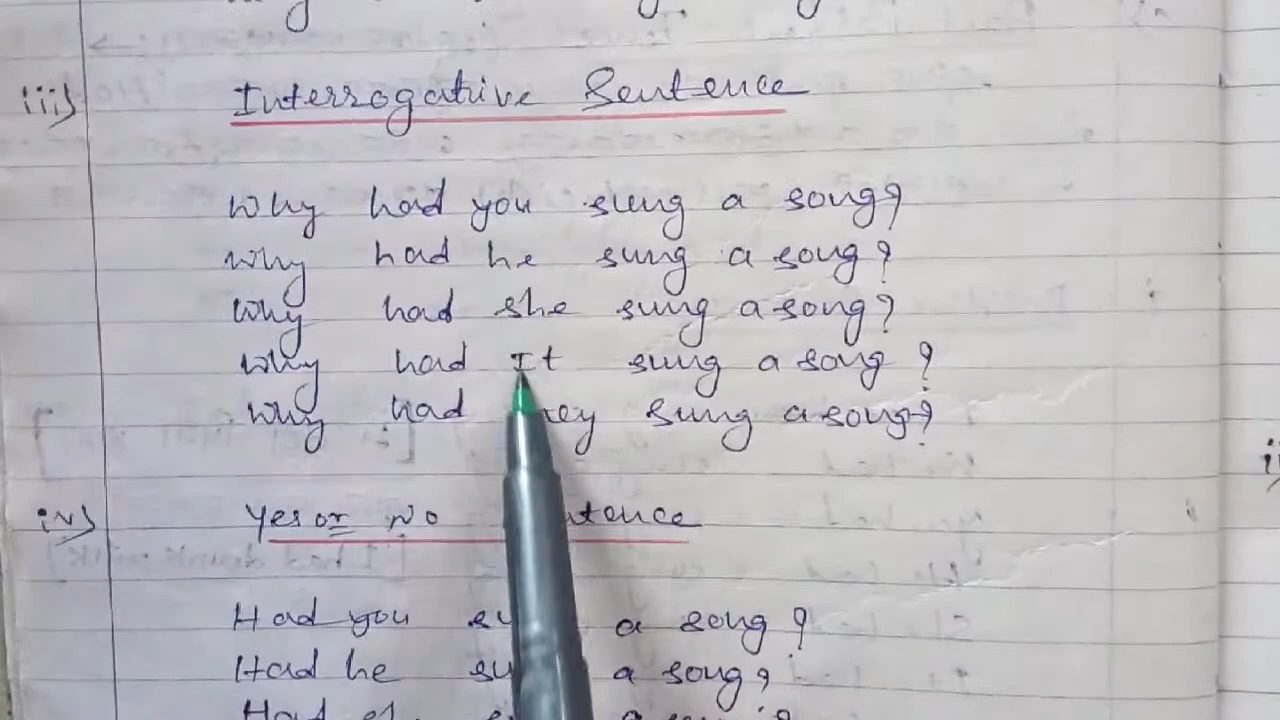 iii) Interrogative Sentence
Why had you sung a song?
Why had he sung a song?
Why had she sung a song?
Why had It sung a song?
Why had sung a song?
iv) Yes or No
Had you a song?
Had he a song?
Had